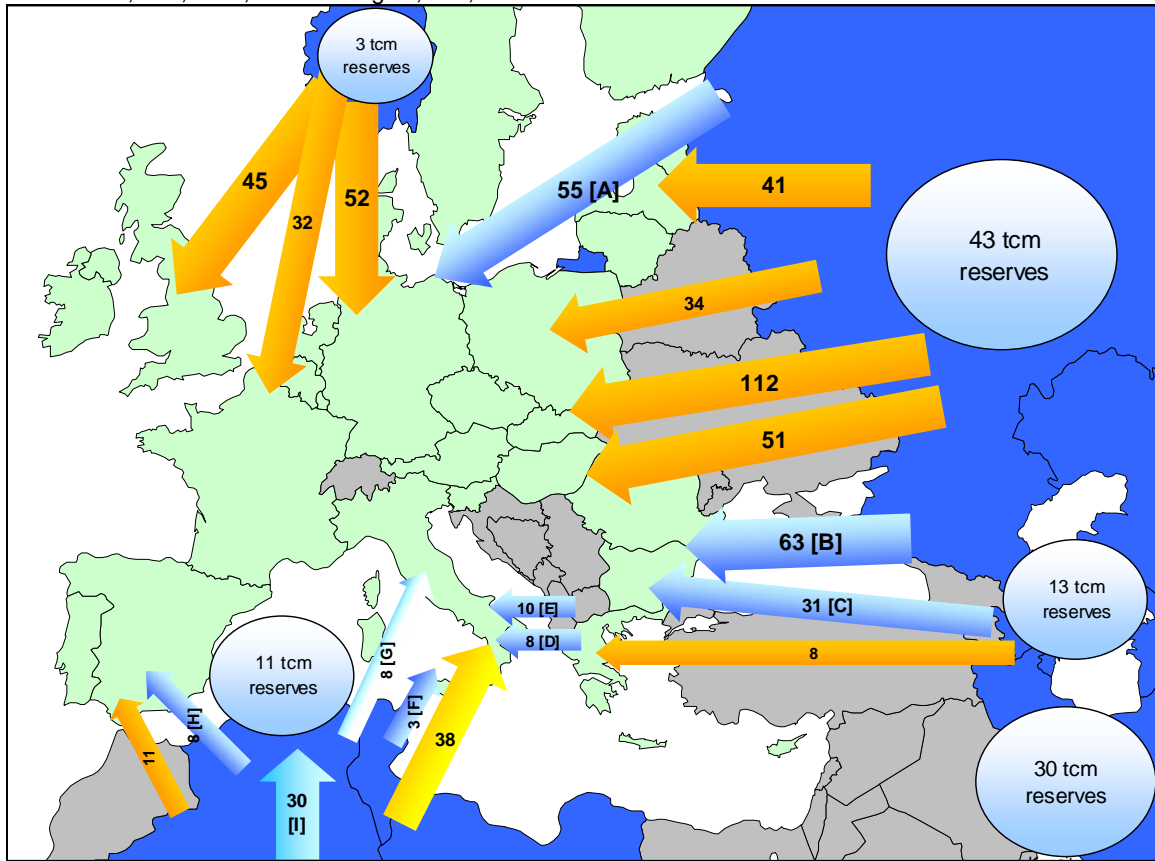 3 tcm
reserves
45
32
52
55 [A]
41
43 tcm
reserves
34
112
51
63 [B]
31 [C]
13 tcm
reserves
10 [E]
8 [D]
8
11 tcm
reserves
8 [G]
3 [F]
38
11
8 [H]
30
[I]
30 tcm
reserves